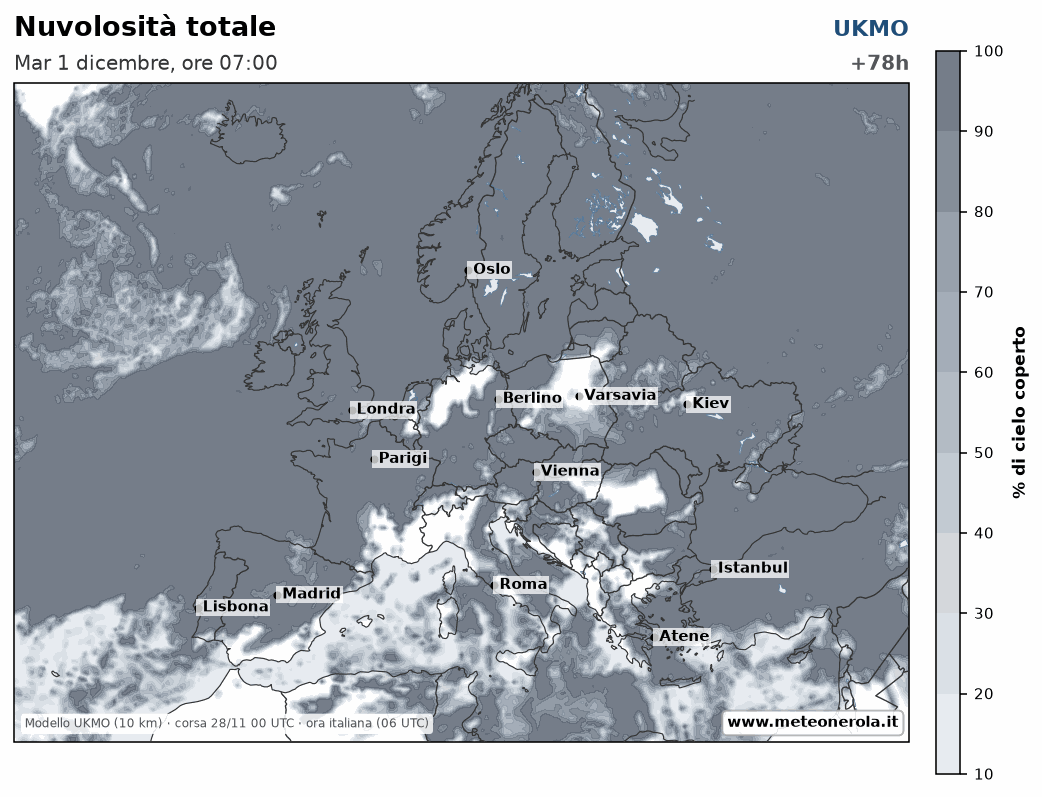 Nuvolosità totale
UKMO
Mar 1 dicembre, ore 07:00
+78h
100
90
80
70
60
50
40
30
20
10
% di cielo coperto
Oslo
Londra
Berlino
Varsavia
Kiev
Parigi
Vienna
Istanbul
Roma
Madrid
Lisbona
Atene
Modello UKMO (10 km) · corsa 28/11 00 UTC · ora italiana (06 UTC)
www.meteonerola.it